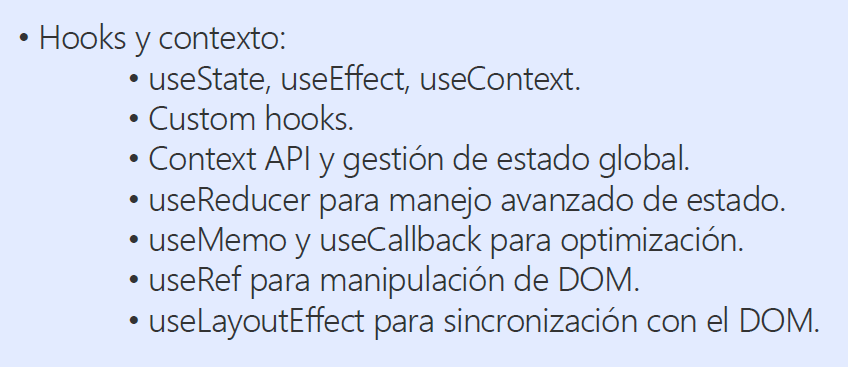 • Hooks y contexto:
• useState, useEffect, useContext.
• Custom hooks.
• Context API y gestión de estado global.
• useReducer para manejo avanzado de estado.
• useMemo y useCallback para optimización.
• useRef para manipulación de DOM.
• useLayoutEffect para sincronización con el DOM.